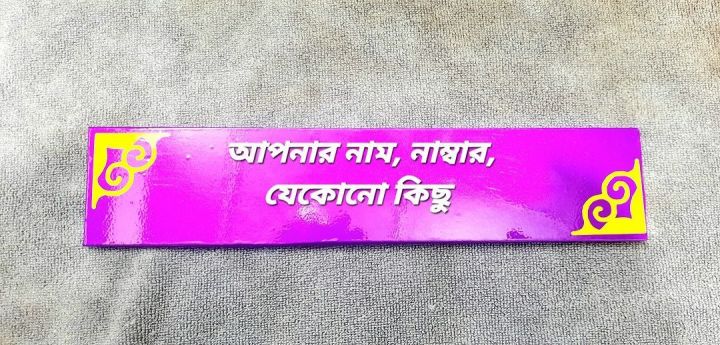 আপনার নাম, নাম্বার,
যেকোনো কিছু